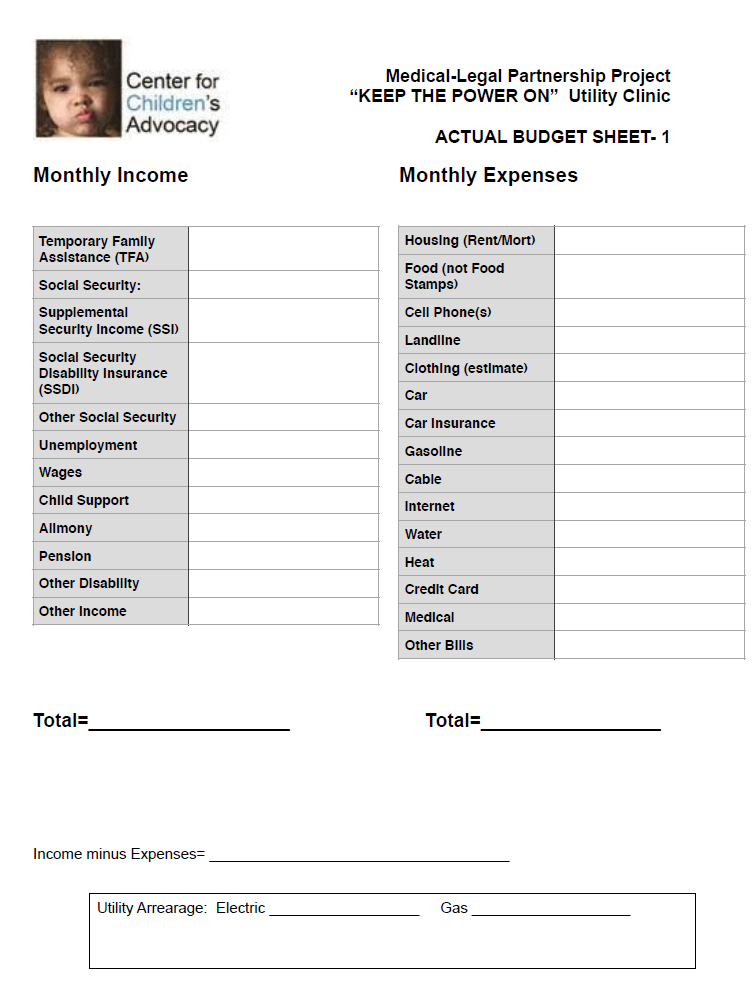 Center for
Children's
Advocacy
Medical-Legal Partnership Project
“KEEP THE POWER ON”  Utility Clinic
ACTUAL BUDGET SHEET- 1
Monthly Income
Temporary Family
Assistance (TFA)
Social Security:
Supplemental
Security Income (SSI)
Social Security
Disability Insurance
(SSDI)
Other Social Security
Unemployment
Wages
Child Support
Alimony
Pension
Other Disability
Other Income
Total=___________________
Monthly Expenses
Housing (Rent/Mort)
Food (not Food
Stamps)
Cell Phone(s)
Landline
Clothing (estimate)
Car
Car Insurance
Gasoline
Cable
Internet
Water
Heat
Credit Card
Medical
Other Bills
Total=_________________
Income minus Expenses= ____________________________________
Utility Arrearage:  Electric __________________     Gas ___________________